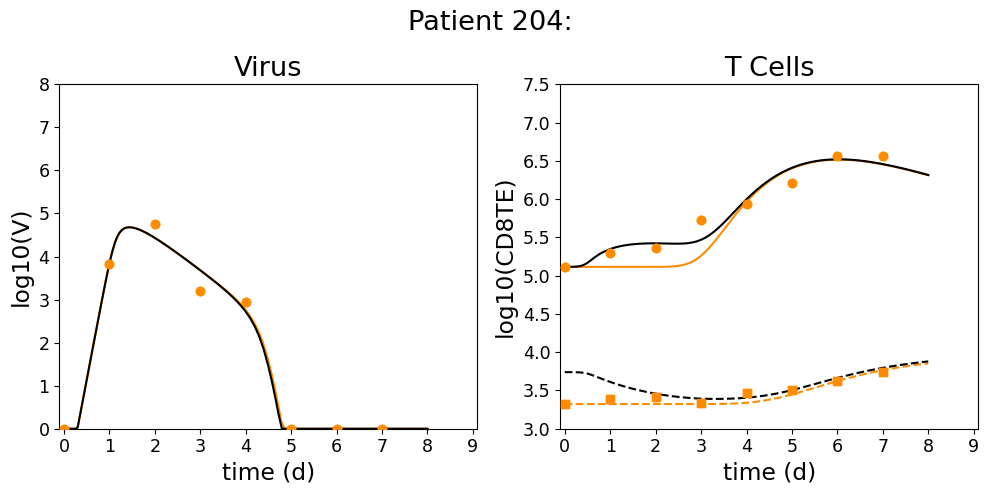 Patient 204:
Virus
T Cells
log10(V)
8
7
6
5
4
3
2
1
0
0 1 2 3 4 5 6 7 8 9
time (d)
log10(CD8TE)
7.5
7.0
6.5
6.0
5.5
5.0
4.5
4.0
3.5
3.0
0 1 2 3 4 5 6 7 8 9
time (d)